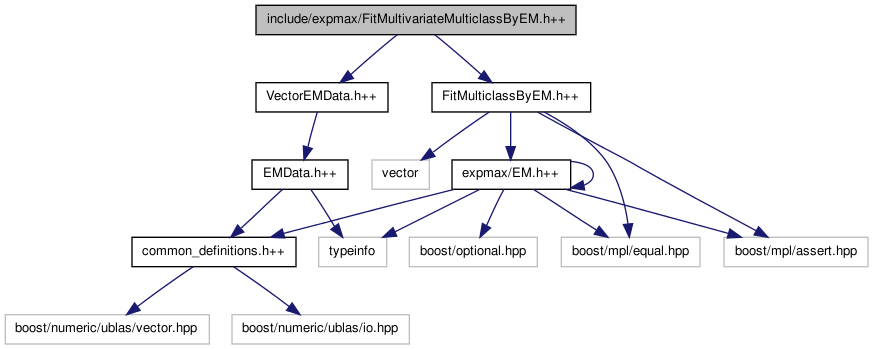 include/expmax/FitMultivariateMulticlassByEM.h++
VectorEMData.h++
FitMulticlassByEM.h++
EMData.h++
vector
expmax/EM.h++
common_definitions.h++
typeinfo
boost/optional.hpp
boost/mpl/equal.hpp
boost/mpl/assert.hpp
boost/numeric/ublas/vector.hpp
boost/numeric/ublas/io.hpp